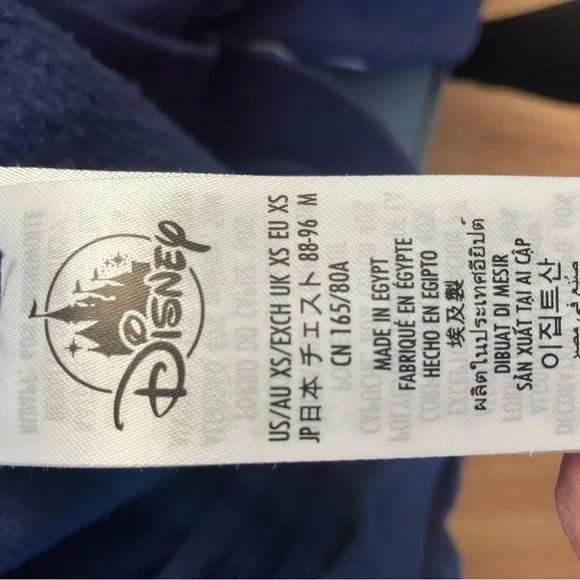 Disney
US/AU XS/EXCH UK XS EU XS
JP日本 チェスト 88-96 M
CN 165/80A
MADE IN EGYPT
FABRIQUÉ EN ÉGYPTE
HECHO EN EGIPTO
埃及製
ผลิตในประเทศอียิปต์
DIBUAT DI MESIR
SẢN XUẤT TẠI AI CẬP
이집트산